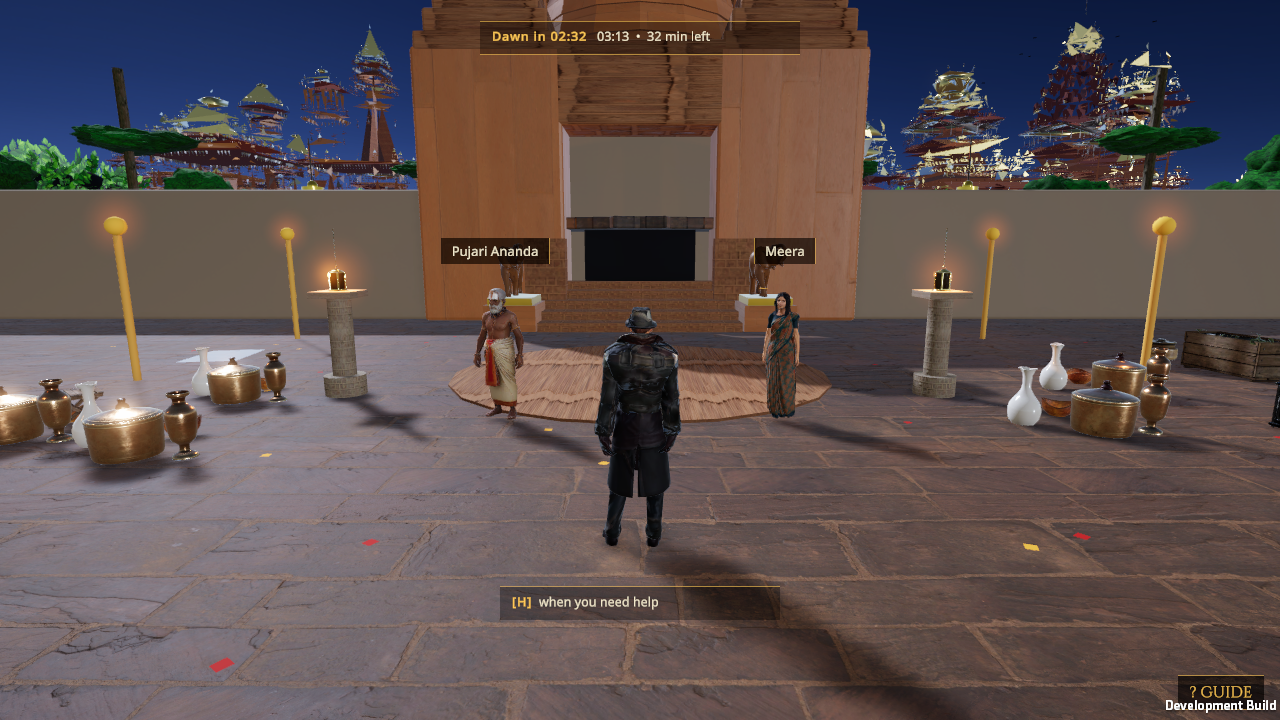 Dawn in 02:32 03:13 • 32 min left
Pujari Ananda
Meera
[H] when you need help
? GUIDE
Development Build